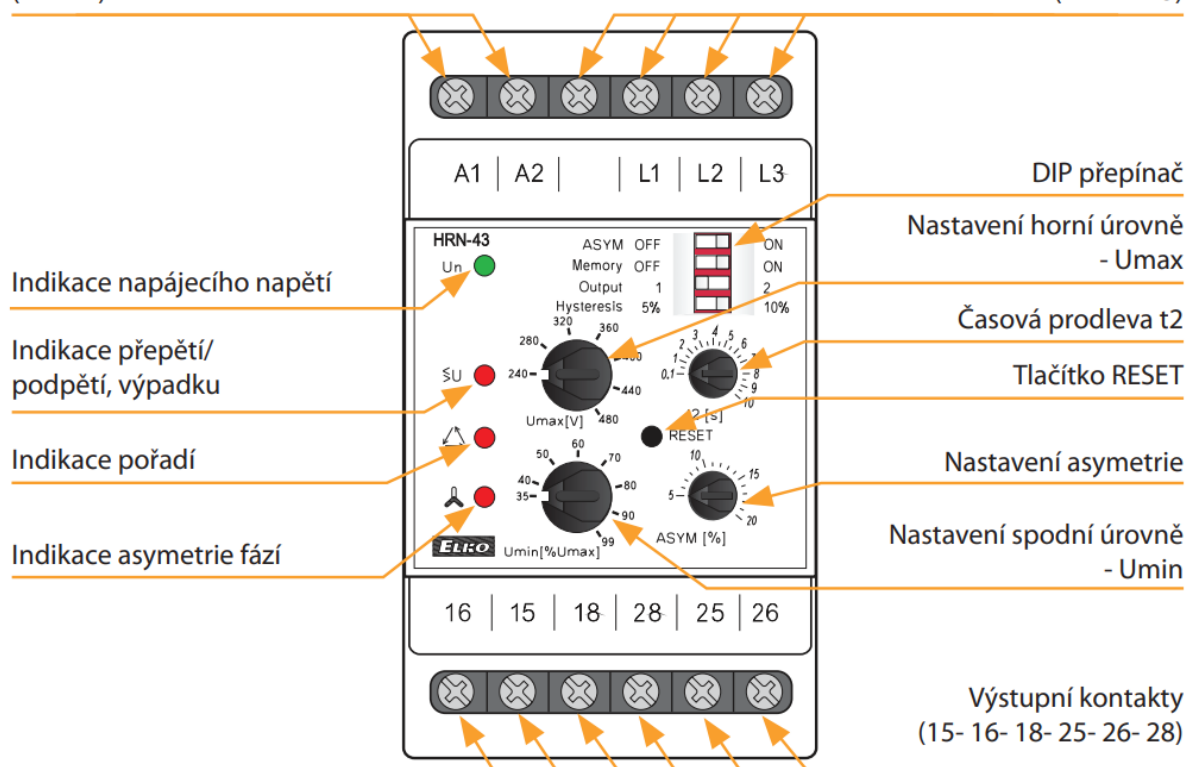 A1 A2 L1 L2 L3
DIP přepínač
Nastavení horní úrovně
- Umax
HRN-43
Un
ASYM OFF ON
Memory OFF ON
Output 1 2
Hysteresis 5% 10%
Indikace napájecího napětí
Časová prodleva t2
240 280 320 360 440 480
Umax[V]
0,1 1 2 3 4 5 6 8 9 10
[s]
Indikace přepětí/
podpětí, výpadku
≶U
Tlačítko RESET
RESET
Indikace pořadí
Nastavení asymetrie
35 40 50 60 70 80 90 99
Umin[%Umax]
5 10 15 20
ASYM [%]
Indikace asymetrie fází
ELKO
Nastavení spodní úrovně
- Umin
16 15 18 28 25 26
Výstupní kontakty
(15- 16- 18- 25- 26- 28)